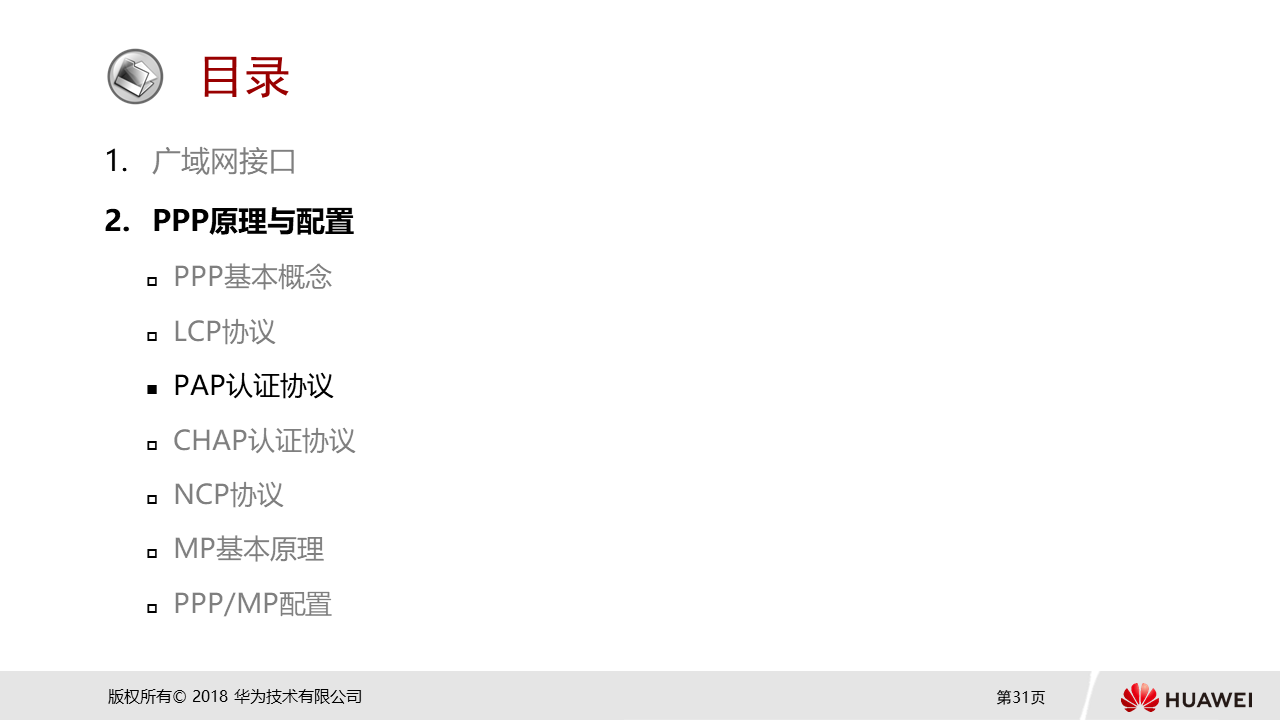 目录
1. 广域网接口
2. PPP原理与配置
PPP基本概念
LCP协议
PAP认证协议
CHAP认证协议
NCP协议
MP基本原理
PPP/MP配置
版权所有© 2018 华为技术有限公司
第31页
HUAWEI